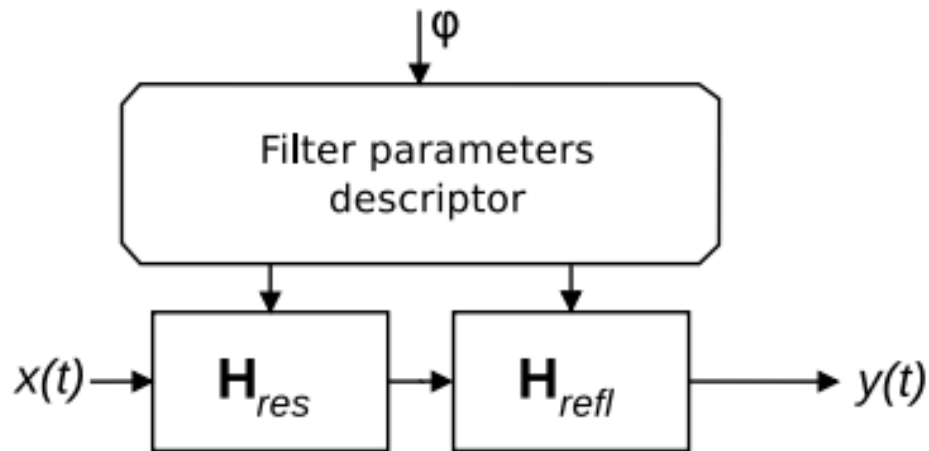 φ
Filter parameters
descriptor
x(t) H_res H_refl y(t)